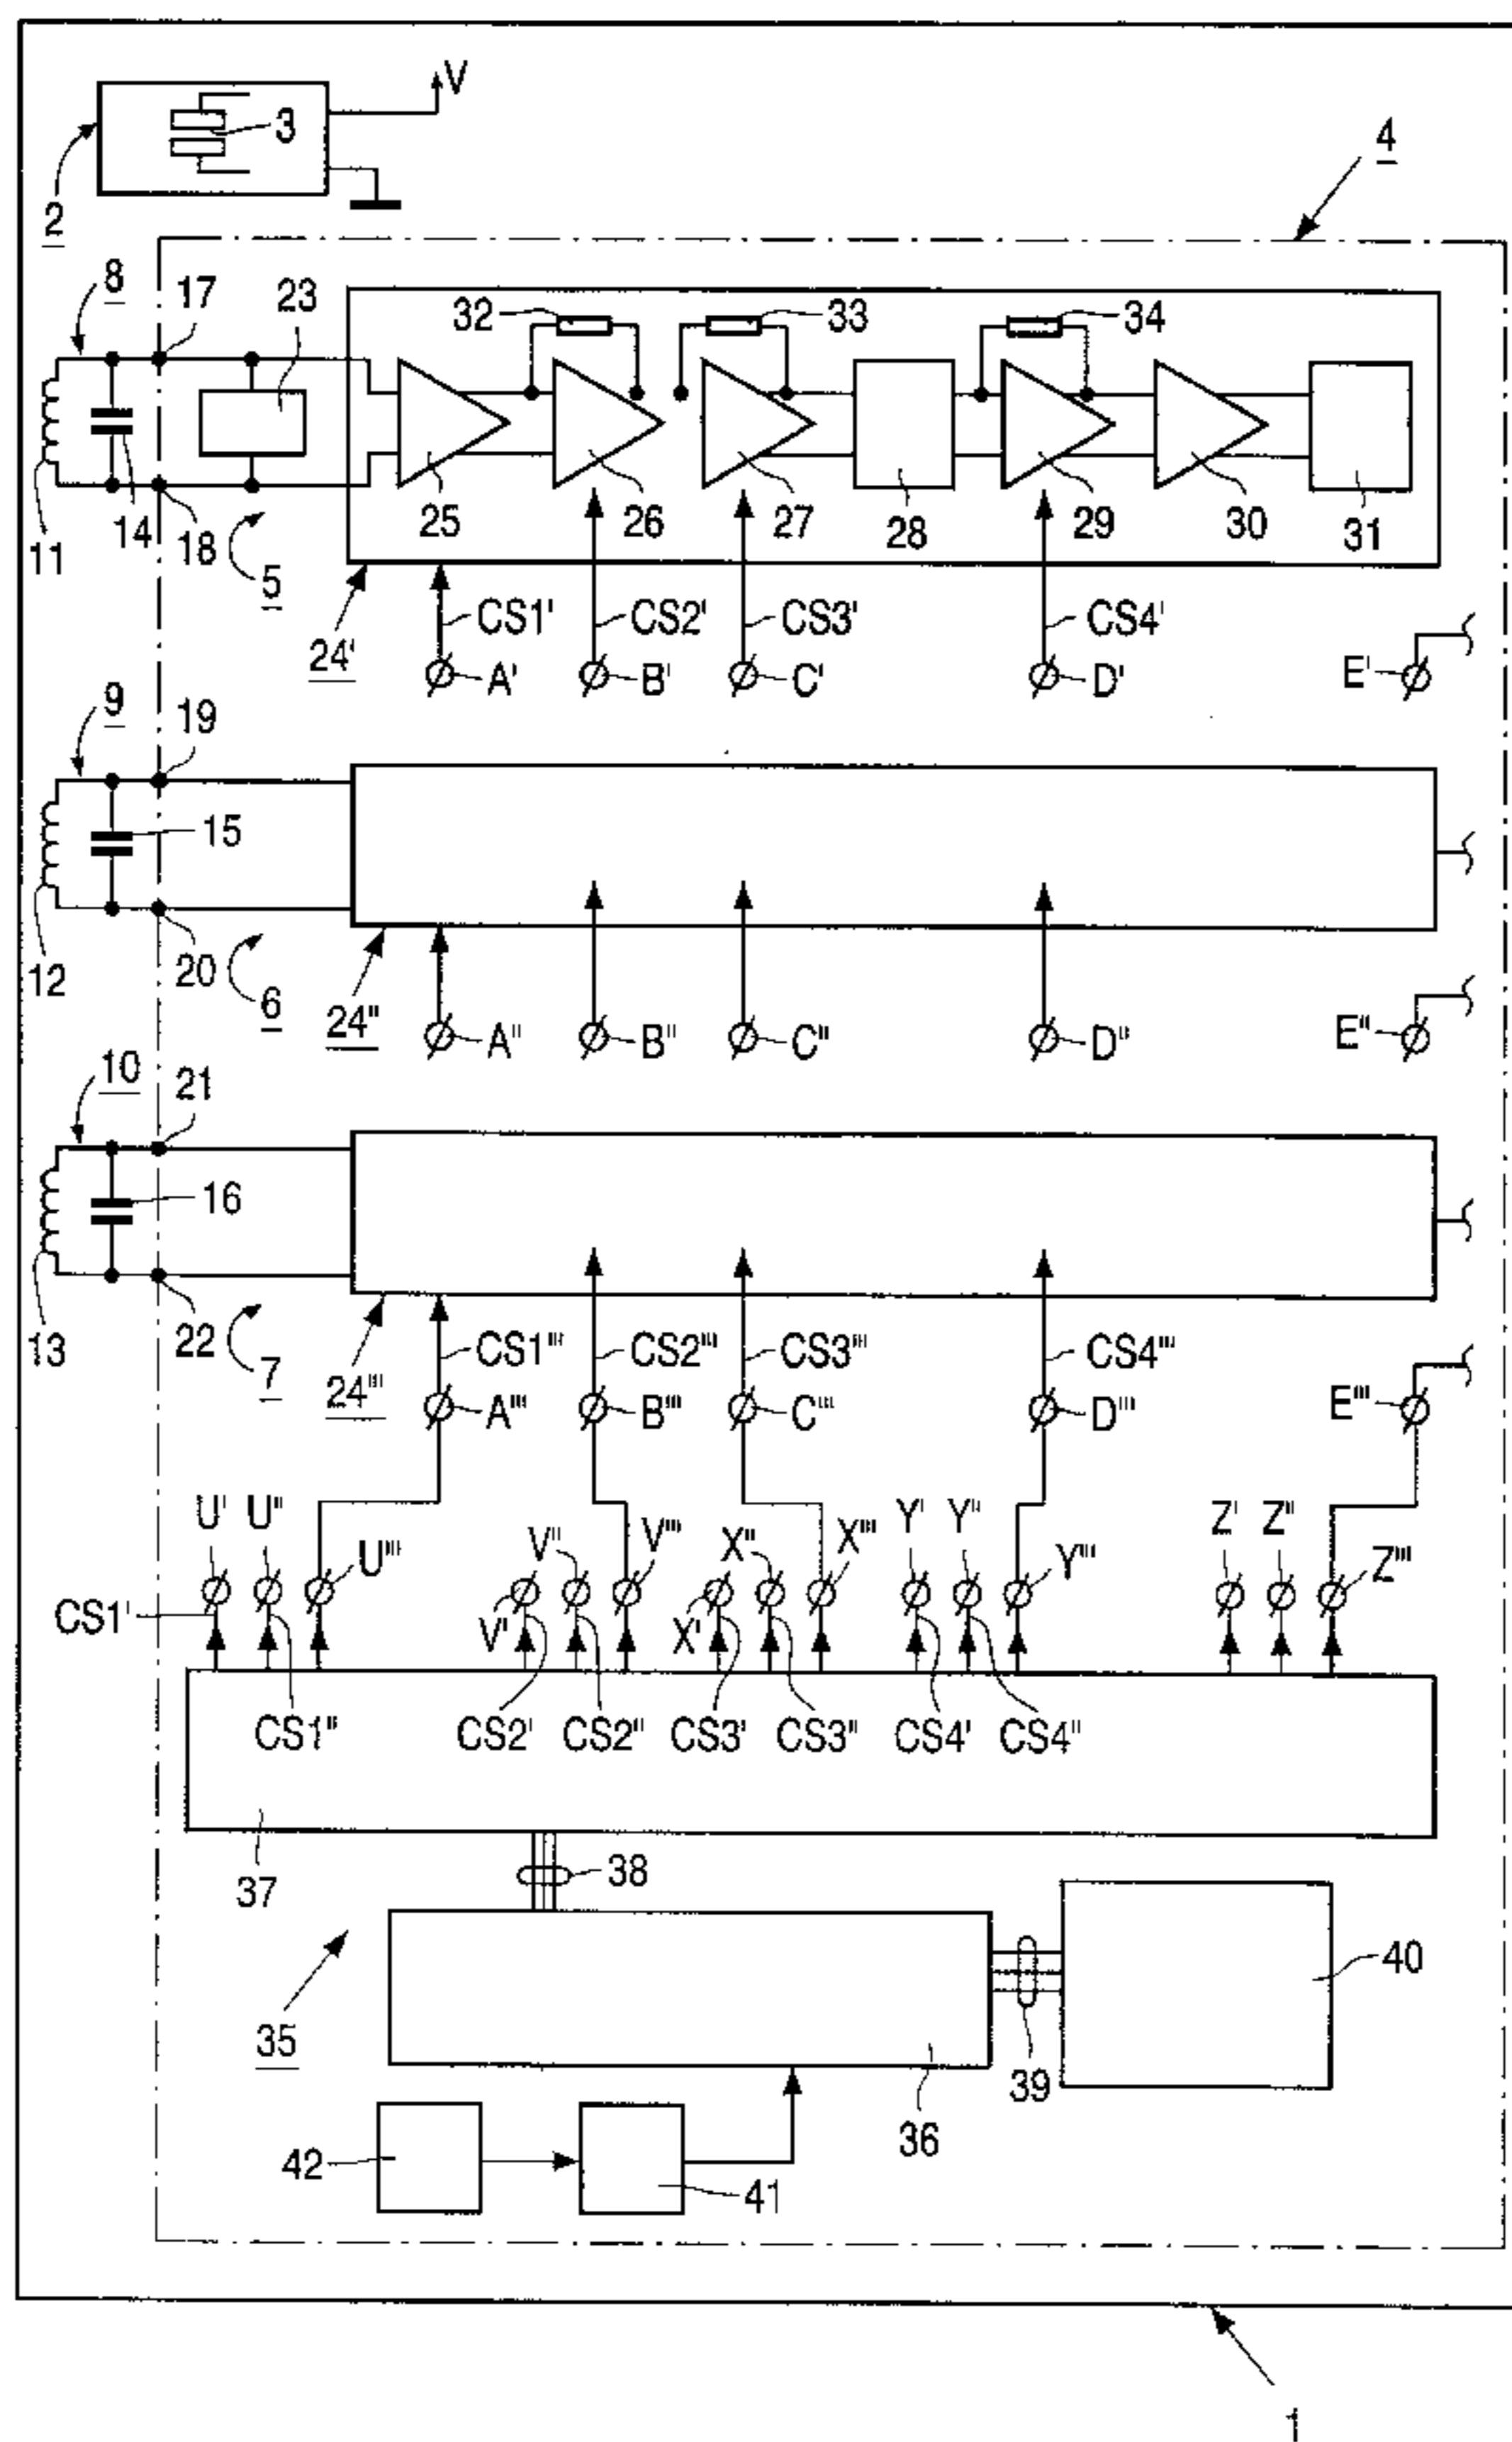 V
3
2
4
8 17 23 32 33 34
11 14 18 5 25 26 27 28 29 30 31
24' CS1' CS2' CS3' CS4'
A' B' C' D' E'
9 19
15
12 20 6 24"
A" B" C" D" E"
10 21
16
13 22 7 24'''
CS1''' CS2''' CS3''' CS4'''
A''' B''' C''' D''' E'''
U' U" U''' V" V''' X" X''' Y' Y" Y''' Z' Z" Z'''
CS1' V' X'
CS1" CS2' CS2" CS3' CS3" CS4' CS4"
37 38
40
35 39
36
42 41
1